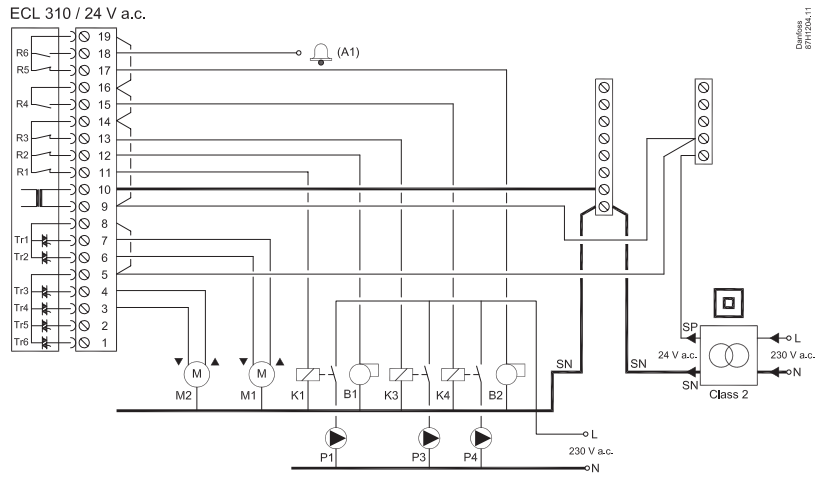 ECL 310 / 24 V a.c.
Danfoss
87H1204.11
19
R6 18 (A1)
R5 17
16
R4 15
14
R3 13
R2 12
R1 11
10
9
8
Tr1 7
Tr2 6
5
Tr3 4
Tr4 3
Tr5 2
Tr6 1
SP
L
24 V a.c. 230 V a.c.
SN SN SN N
Class 2
M M
M2 M1 K1 B1 K3 K4 B2
L
P1 P3 P4 230 V a.c.
N